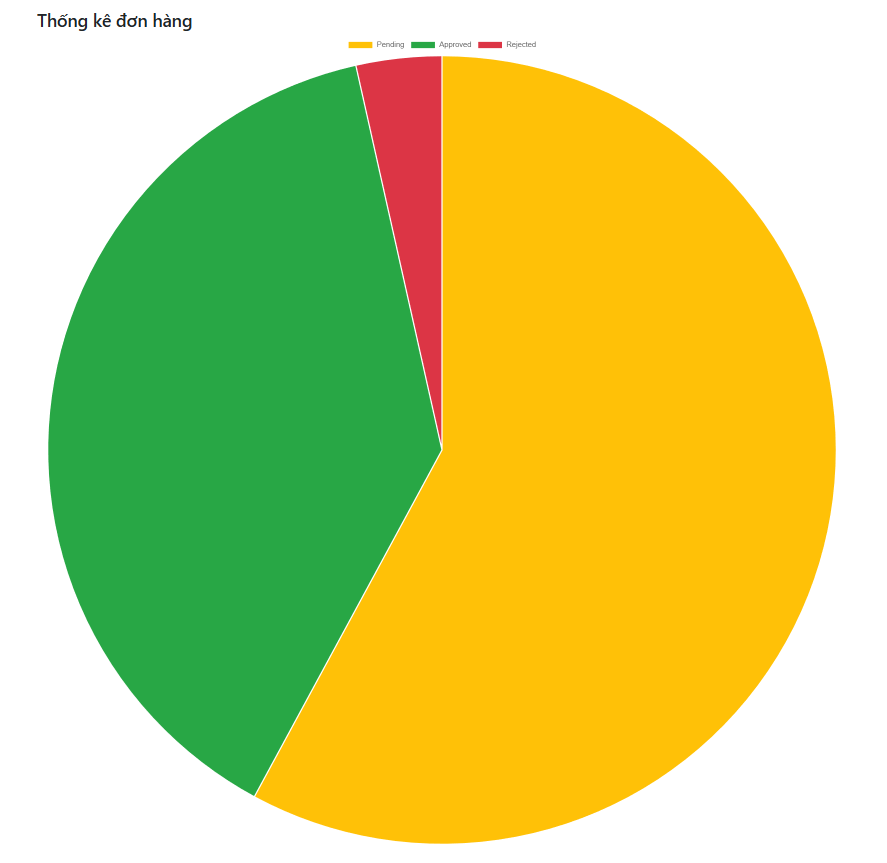 Thống kê đơn hàng
Pending Approved Rejected